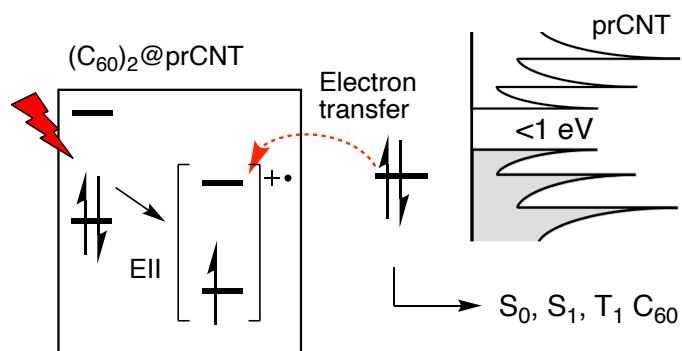 prCNT
(C₆₀)₂@prCNT
Electron
transfer
<1 eV
+•
EII
S₀, S₁, T₁ C₆₀